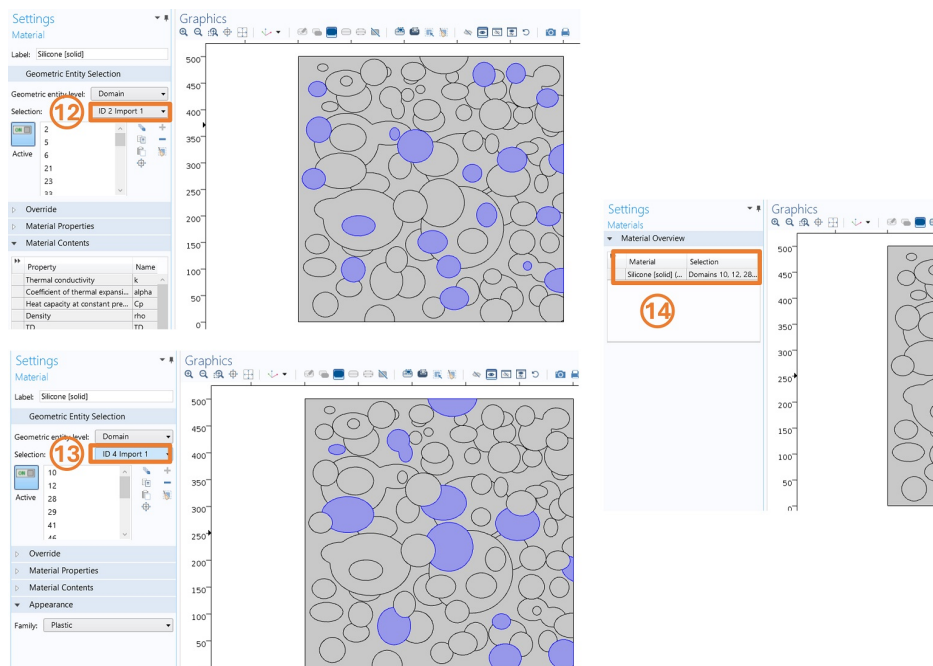 Settings
Material
Label: Silicone [solid]
Geometric Entity Selection
Geometric entity level: Domain
Selection: ID 2 Import 1
12
ON
Active
2
5
6
21
23
33
Override
Material Properties
Material Contents
Property Name
Thermal conductivity k
Coefficient of thermal expansi... alpha
Heat capacity at constant pre... Cp
Density rho
TD TD
Graphics
500
450
400
350
300
250
200
150
100
50
0
Settings
Material
Label: Silicone [solid]
Geometric Entity Selection
Geometric entity level: Domain
Selection: ID 4 Import 1
13
ON
Active
10
12
28
29
41
46
Override
Material Properties
Material Contents
Appearance
Family: Plastic
Graphics
500
450
400
350
300
250
200
150
100
50
Settings
Materials
Material Overview
Material Selection
Silicone [solid] (... Domains 10, 12, 28...
14
Graphics
500
450
400
350
300
250
200
150
100
50
0